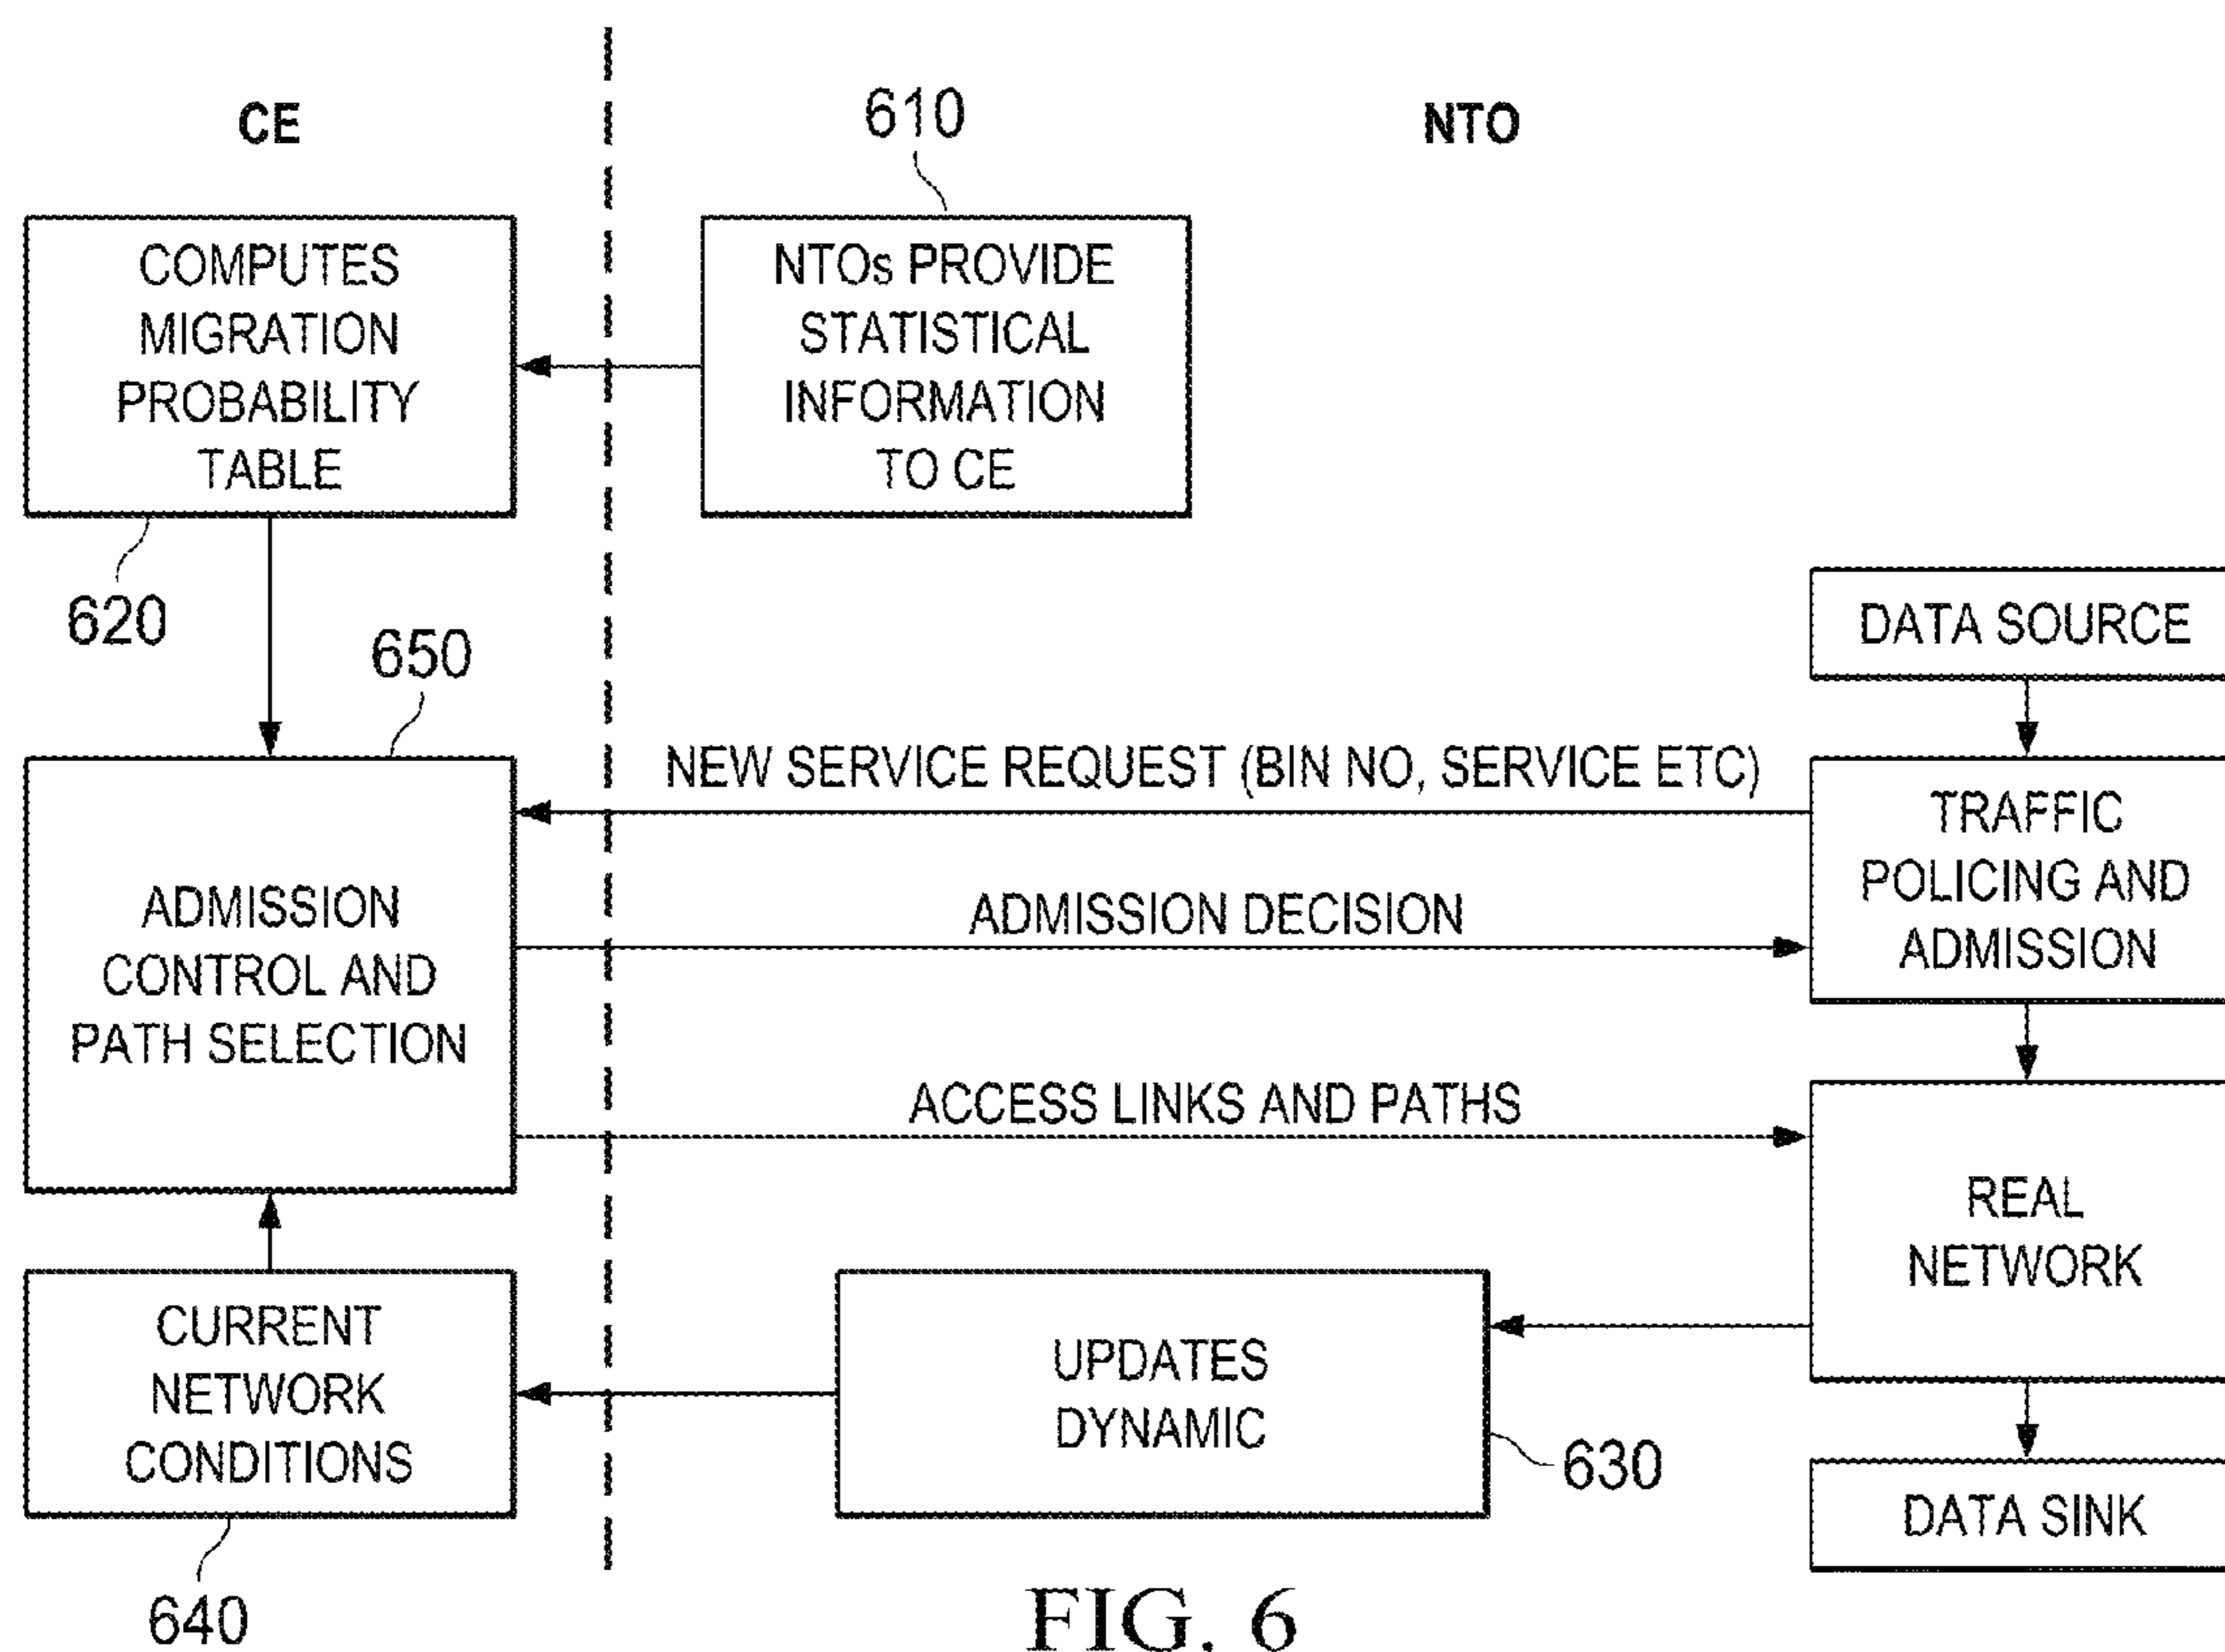 CE
610
NTO
COMPUTES
MIGRATION
PROBABILITY
TABLE
NTOs PROVIDE
STATISTICAL
INFORMATION
TO CE
620
650
DATA SOURCE
NEW SERVICE REQUEST (BIN NO, SERVICE ETC)
TRAFFIC
POLICING AND
ADMISSION
ADMISSION
CONTROL AND
PATH SELECTION
ADMISSION DECISION
ACCESS LINKS AND PATHS
REAL
NETWORK
CURRENT
NETWORK
CONDITIONS
UPDATES
DYNAMIC
630
DATA SINK
640
FIG. 6